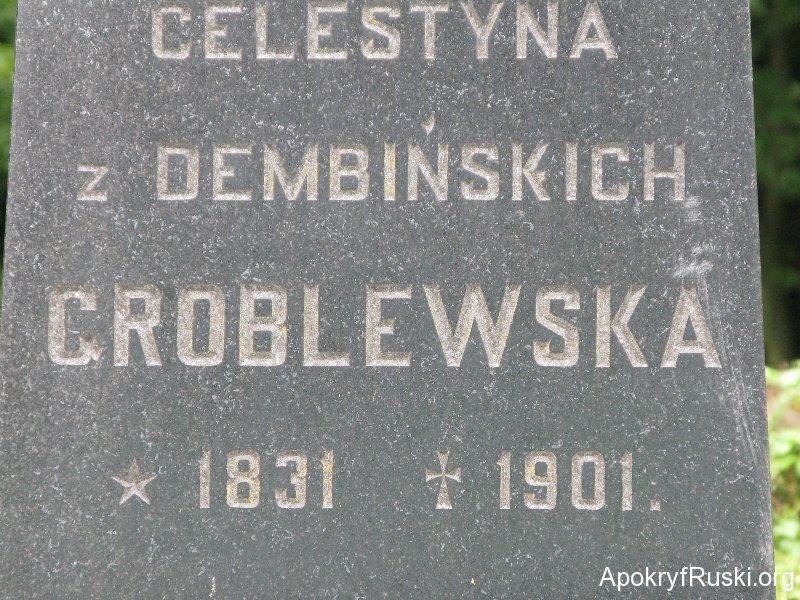 CELESTYNA
z DEMBIŃSKICH
GROBLEWSKA
★ 1831 ✠ 1901.
ApokryfRuski.org